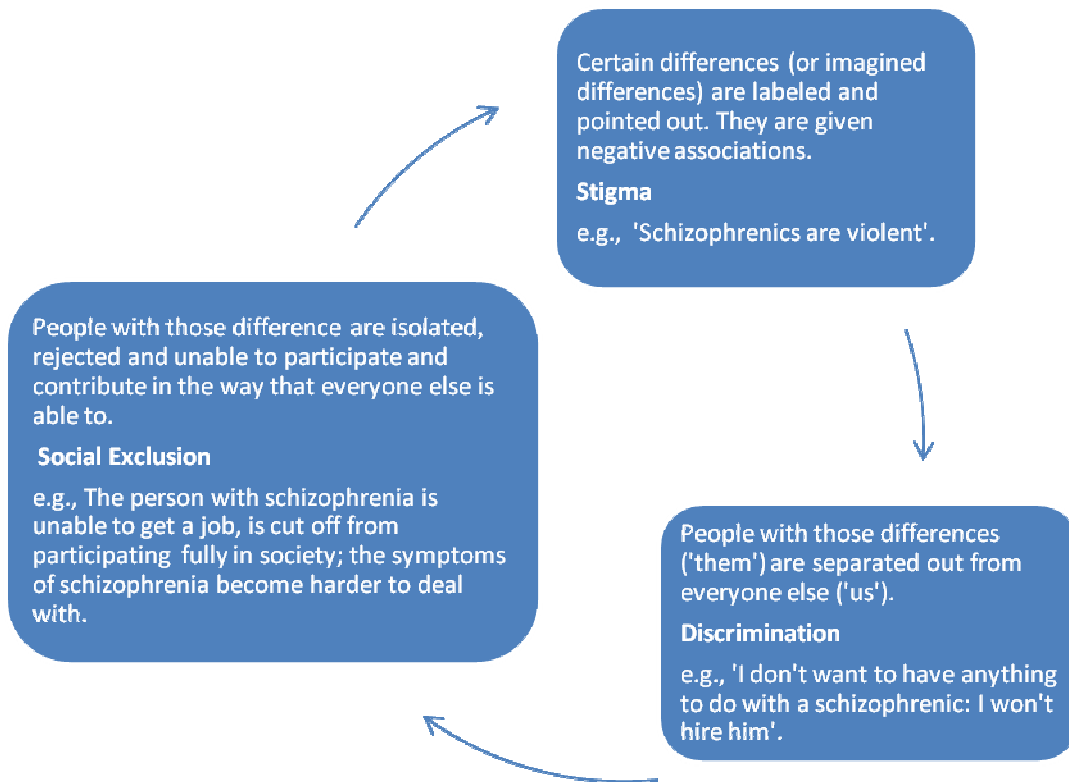 Certain differences (or imagined
differences) are labeled and
pointed out. They are given
negative associations.
Stigma
e.g., 'Schizophrenics are violent'.
People with those differences
('them') are separated out from
everyone else ('us').
Discrimination
e.g., 'I don't want to have anything
to do with a schizophrenic: I won't
hire him'.
People with those difference are isolated,
rejected and unable to participate and
contribute in the way that everyone else is
able to.
Social Exclusion
e.g., The person with schizophrenia is
unable to get a job, is cut off from
participating fully in society; the symptoms
of schizophrenia become harder to deal
with.